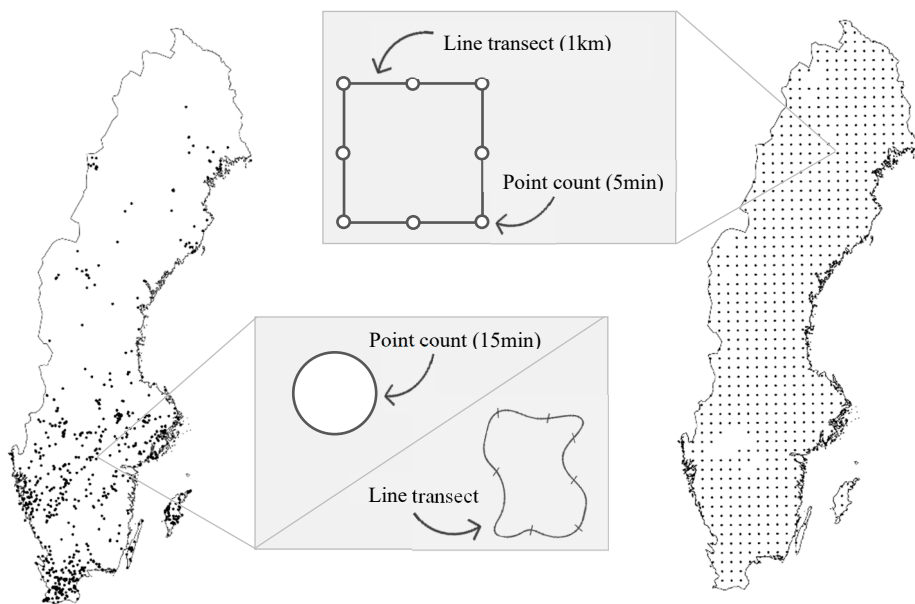 Line transect (1km)
Point count (5min)
Point count (15min)
Line transect